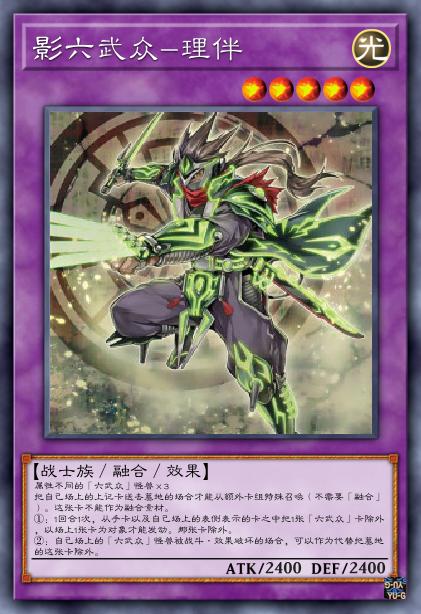 影六武众-理伴
光
【战士族/融合/效果】
属性不同的「六武众」怪兽×3
把自己场上的上记卡送去墓地的场合才能从额外卡组特殊召唤(不需要「融合」
)。这张卡不能作为融合素材。
①:1回合1次,从手卡以及自己场上的表侧表示的卡之中把1张「六武众」卡除外
,以场上1张卡为对象才能发动。那张卡除外。
②:自己场上的「六武众」怪兽被战斗·效果破坏的场合,可以作为代替把墓地
的这张卡除外。
ATK/2400 DEF/2400
YU-G